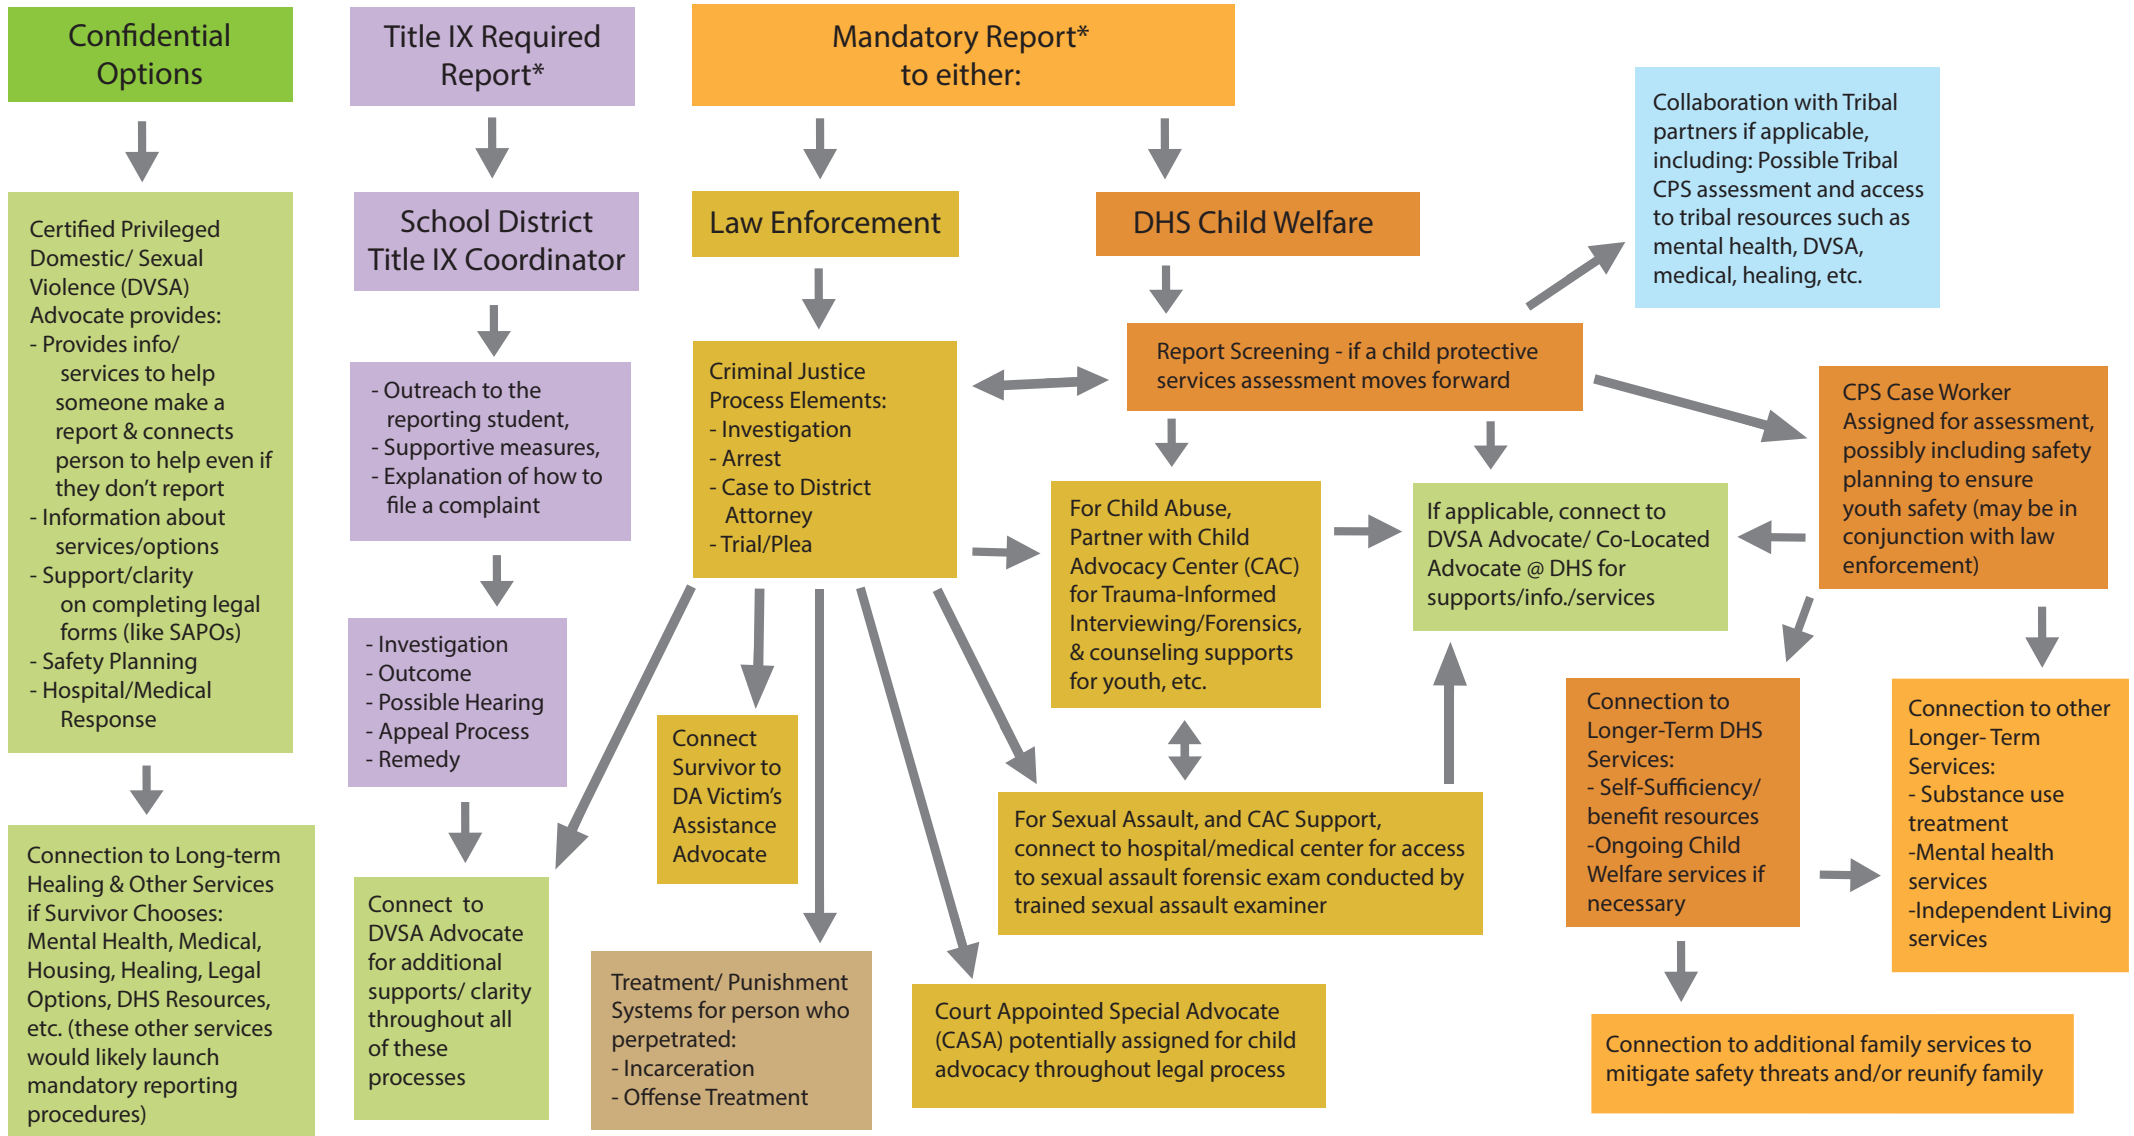 Confidential
Options
Certified Privileged
Domestic/ Sexual
Violence (DVSA)
Advocate provides:
- Provides info/
services to help
someone make a
report & connects
person to help even if
they don’t report
- Information about
services/options
- Support/clarity
on completing legal
forms (like SAPOs)
- Safety Planning
- Hospital/Medical
Response
Connection to Long-term
Healing & Other Services
if Survivor Chooses:
Mental Health, Medical,
Housing, Healing, Legal
Options, DHS Resources,
etc. (these other services
would likely launch
mandatory reporting
procedures)
Title IX Required
Report*
School District
Title IX Coordinator
- Outreach to the
reporting student,
- Supportive measures,
- Explanation of how to
file a complaint
- Investigation
- Outcome
- Possible Hearing
- Appeal Process
- Remedy
Connect to
DVSA Advocate
for additional
supports/ clarity
throughout all
of these
processes
Mandatory Report*
to either:
Law Enforcement
Criminal Justice
Process Elements:
- Investigation
- Arrest
- Case to District
Attorney
- Trial/Plea
Connect
Survivor to
DA Victim’s
Assistance
Advocate
Treatment/ Punishment
Systems for person who
perpetrated:
- Incarceration
- Offense Treatment
DHS Child Welfare
Report Screening - if a child protective
services assessment moves forward
For Child Abuse,
Partner with Child
Advocacy Center (CAC)
for Trauma-Informed
Interviewing/Forensics,
& counseling supports
for youth, etc.
For Sexual Assault, and CAC Support,
connect to hospital/medical center for access
to sexual assault forensic exam conducted by
trained sexual assault examiner
Court Appointed Special Advocate
(CASA) potentially assigned for child
advocacy throughout legal process
If applicable, connect to
DVSA Advocate/ Co-Located
Advocate @ DHS for
supports/info./services
Collaboration with Tribal
partners if applicable,
including: Possible Tribal
CPS assessment and access
to tribal resources such as
mental health, DVSA,
medical, healing, etc.
CPS Case Worker
Assigned for assessment,
possibly including safety
planning to ensure
youth safety (may be in
conjunction with law
enforcement)
Connection to
Longer-Term DHS
Services:
- Self-Sufficiency/
benefit resources
-Ongoing Child
Welfare services if
necessary
Connection to other
Longer- Term
Services:
- Substance use
treatment
-Mental health
services
-Independent Living
services
Connection to additional family services to
mitigate safety threats and/or reunify family